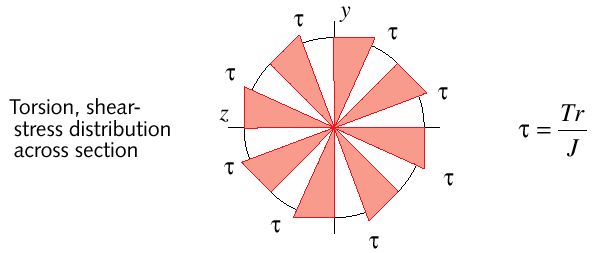 Torsion, shear-
stress distribution
across section
y
τ
τ
τ
τ
z
τ
τ
τ
τ
τ = Tr / J